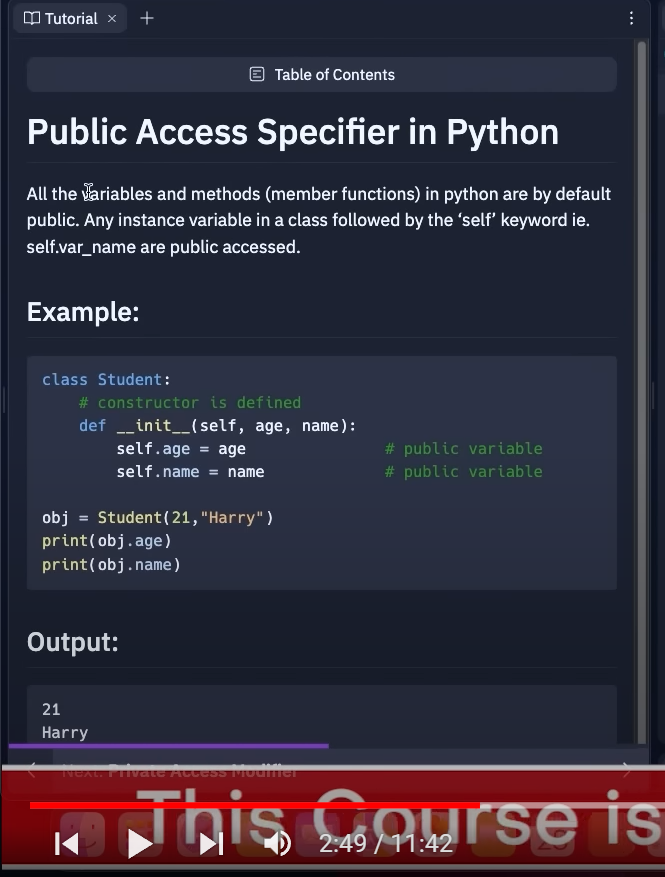 Tutorial
Table of Contents
Public Access Specifier in Python
All the variables and methods (member functions) in python are by default
public. Any instance variable in a class followed by the ‘self’ keyword ie.
self.var_name are public accessed.
Example:
class Student:
    # constructor is defined
    def __init__(self, age, name):
        self.age = age               # public variable
        self.name = name             # public variable
obj = Student(21,"Harry")
print(obj.age)
print(obj.name)
Output:
21
Harry
Next: Private Access Modifier
This Course is
2:49 / 11:42